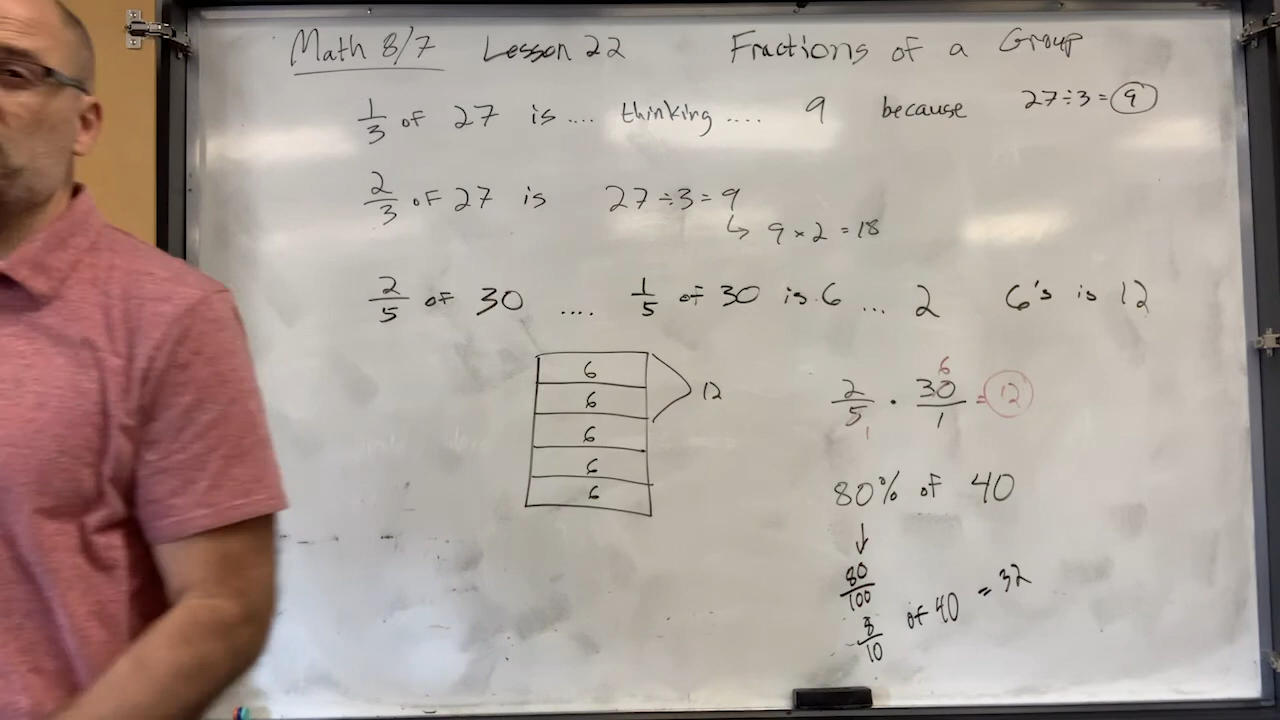 Math 8/7 Lesson 22 Fractions of a Group
1/3 of 27 is .... thinking .... 9 because 27÷3=9
2/3 of 27 is 27÷3=9
↳ 9×2=18
2/5 of 30 .... 1/5 of 30 is 6 ... 2 6's is 12
6
6
6
6
6
12
6
2/5 · 30/1 = 12
1
80% of 40
↓
80/100
8/10 of 40 = 32